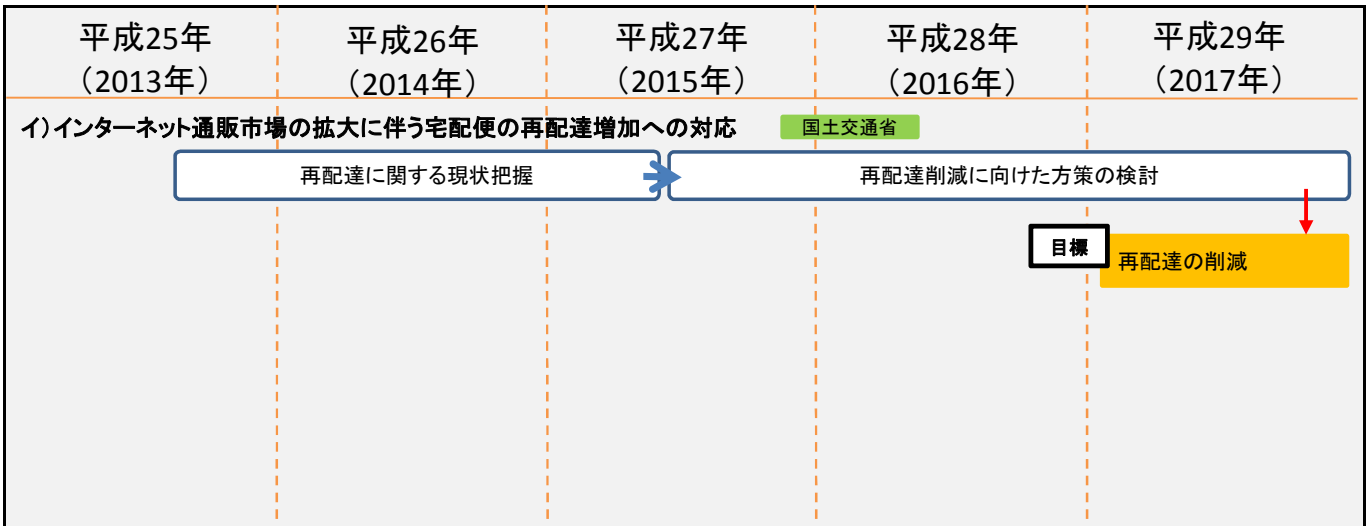 平成25年
(2013年)
平成26年
(2014年)
平成27年
(2015年)
平成28年
(2016年)
平成29年
(2017年)
イ)インターネット通販市場の拡大に伴う宅配便の再配達増加への対応
国土交通省
再配達に関する現状把握
再配達削減に向けた方策の検討
目標
再配達の削減